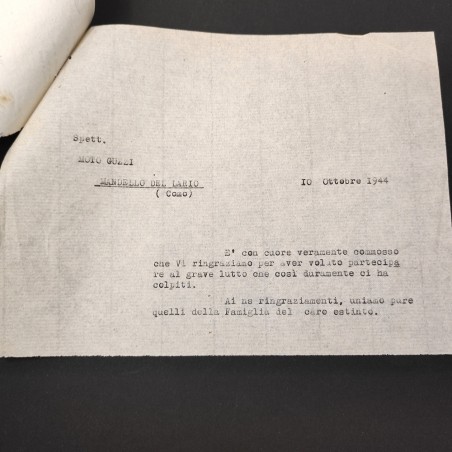 Spett.
MOTO GUZZI
MANDELLO DEL LARIO
( Como)
10 Ottobre 1944
E' con cuore veramente commosso
che Vi ringraziamo per aver voluto partecipa
re al grave lutto che così duramente ci ha
colpiti.
Ai ns ringraziamenti, uniamo pure
quelli della Famiglia del caro estinto.